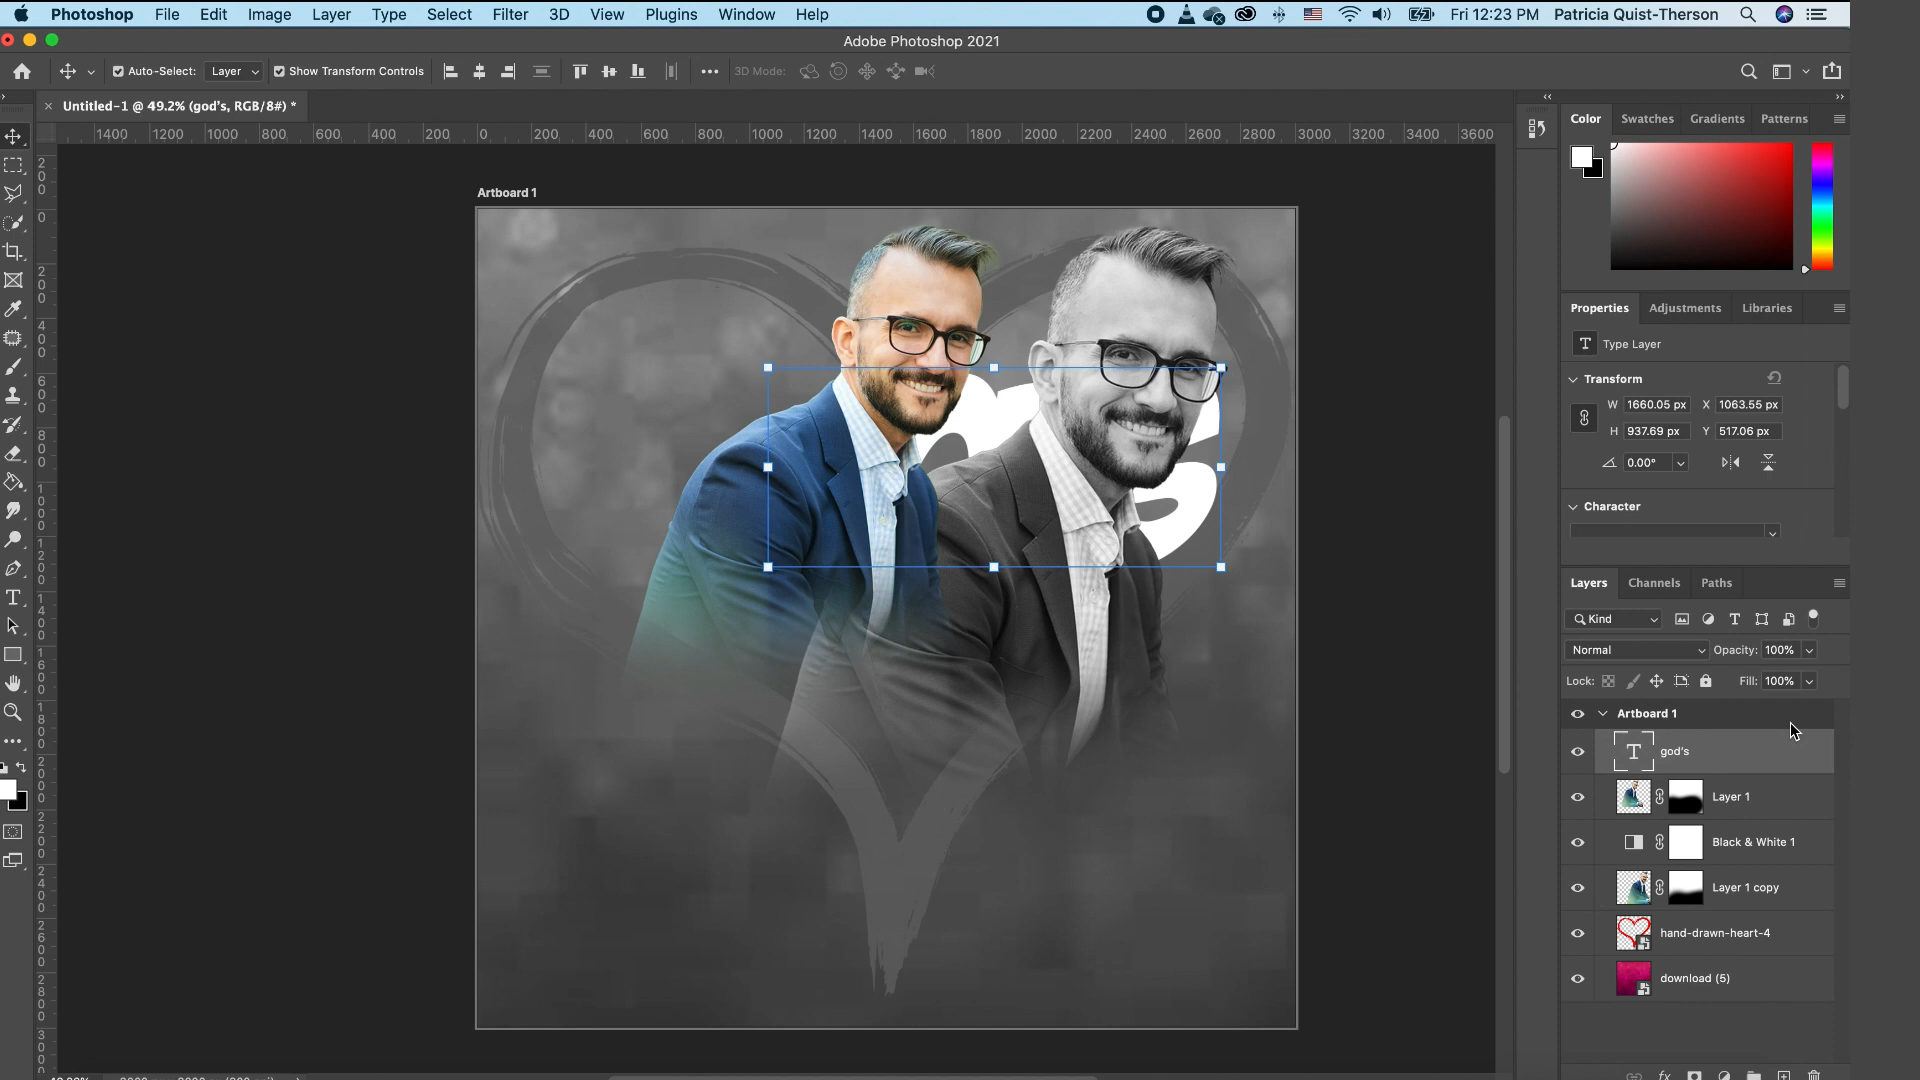 Photoshop File Edit Image Layer Type Select Filter 3D View Plugins Window Help Fri 12:23 PM Patricia Quist-Therson
Adobe Photoshop 2021
Auto-Select: Layer Show Transform Controls 3D Mode:
Untitled-1 @ 49.2% (god's, RGB/8#) *
1400 1200 1000 800 600 400 200 0 200 400 600 800 1000 1200 1400 1600 1800 2000 2200 2400 2600 2800 3000 3200 3400 3600
Artboard 1
Color Swatches Gradients Patterns
Properties Adjustments Libraries
T Type Layer
Transform
W 1660.05 px X 1063.55 px
H 937.69 px Y 517.06 px
0.00°
Character
Layers Channels Paths
Kind
Normal Opacity: 100%
Lock: Fill: 100%
Artboard 1
T god's
Layer 1
Black & White 1
Layer 1 copy
hand-drawn-heart-4
download (5)
fx